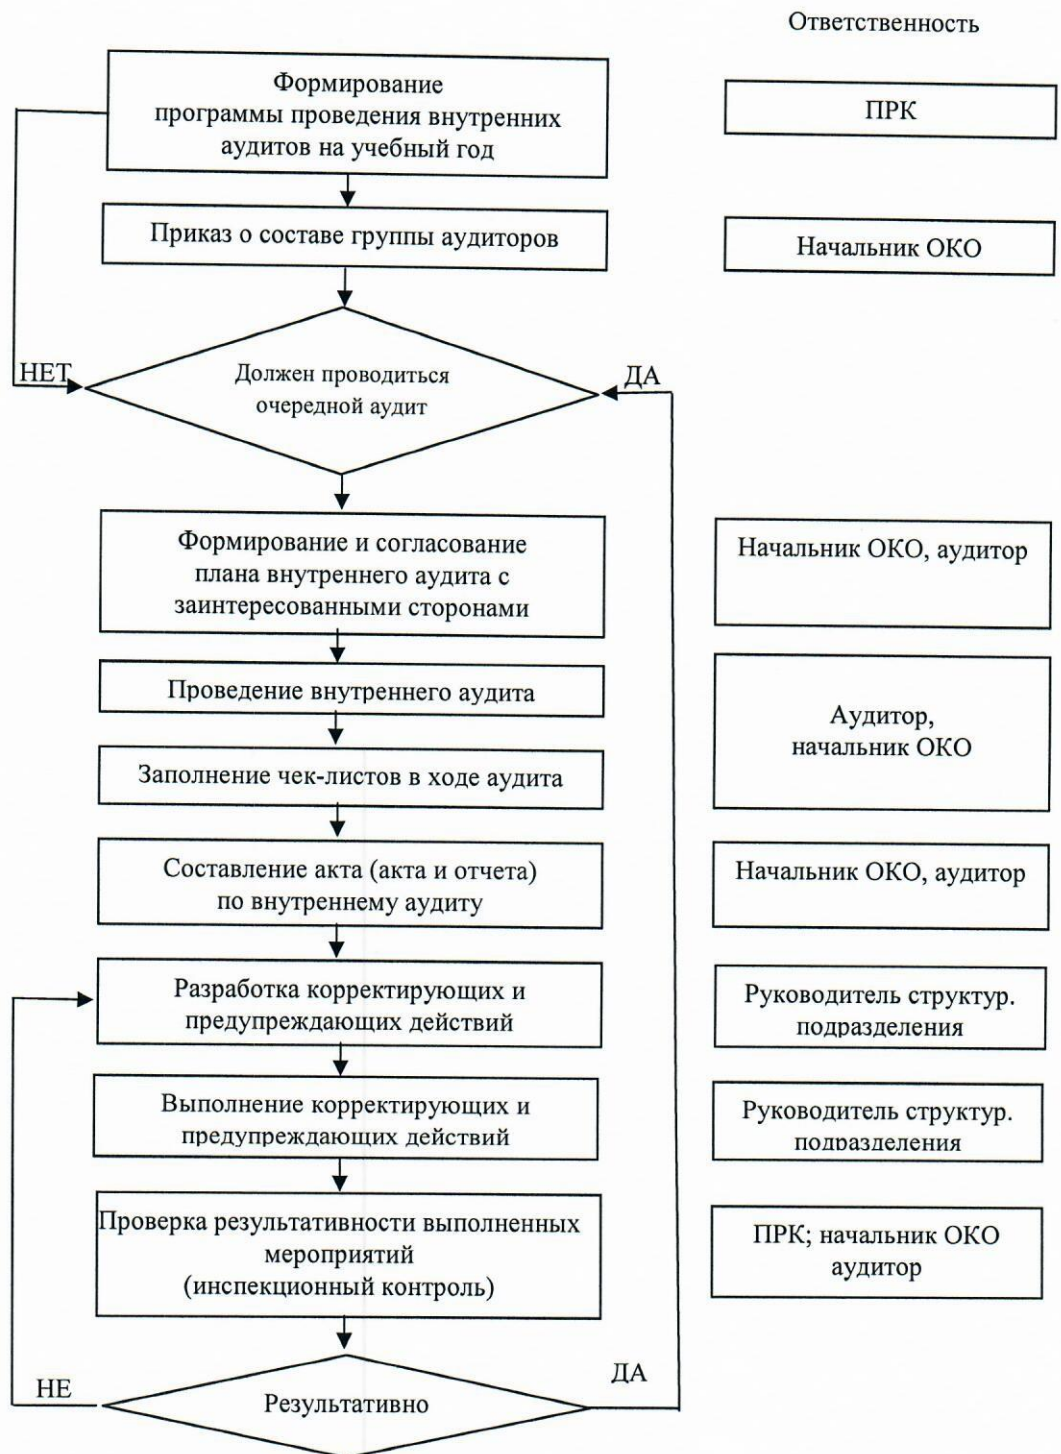 Ответственность
Формирование
программы проведения внутренних
аудитов на учебный год
ПРК
Приказ о составе группы аудиторов
Начальник ОКО
НЕТ
Должен проводиться
очередной аудит
ДА
Формирование и согласование
плана внутреннего аудита с
заинтересованными сторонами
Начальник ОКО, аудитор
Проведение внутреннего аудита
Аудитор,
начальник ОКО
Заполнение чек-листов в ходе аудита
Составление акта (акта и отчета)
по внутреннему аудиту
Начальник ОКО, аудитор
Разработка корректирующих и
предупреждающих действий
Руководитель структур.
подразделения
Выполнение корректирующих и
предупреждающих действий
Руководитель структур.
подразделения
Проверка результативности выполненных
мероприятий
(инспекционный контроль)
ПРК; начальник ОКО
аудитор
НЕ
Результативно
ДА